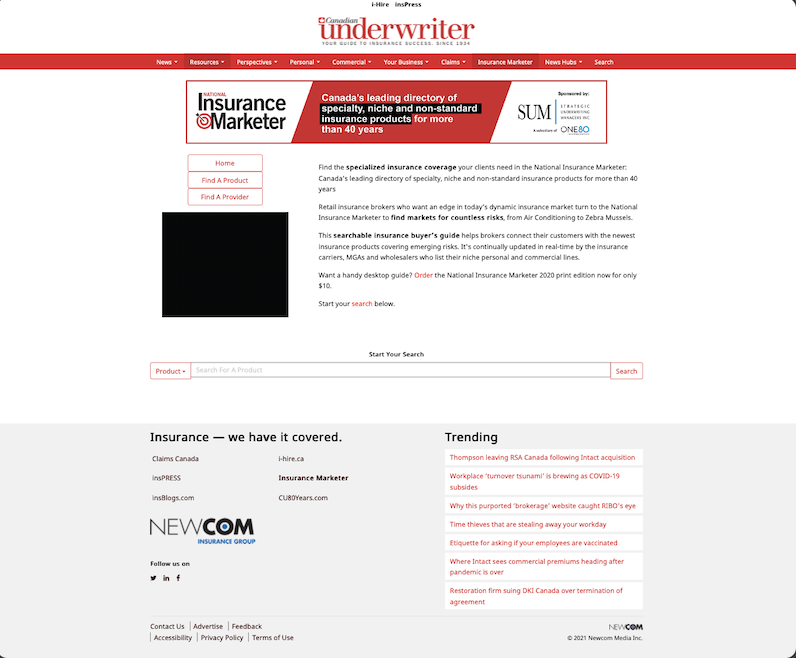 i-Hire insPress
Canadian
underwriter
YOUR GUIDE TO INSURANCE SUCCESS. SINCE 1934
News Resources Perspectives Personal Commercial Your Business Claims Insurance Marketer News Hubs Search
NATIONAL
Insurance
Marketer
Canada's leading directory of
specialty, niche and non-standard
insurance products for more
than 40 years
Sponsored by:
SUM
STRATEGIC
UNDERWRITING
MANAGERS INC
A subsidiary of ONE80
Home
Find A Product
Find A Provider
Find the specialized insurance coverage your clients need in the National Insurance Marketer:
Canada's leading directory of specialty, niche and non-standard insurance products for more than 40
years
Retail insurance brokers who want an edge in today's dynamic insurance market turn to the National
Insurance Marketer to find markets for countless risks, from Air Conditioning to Zebra Mussels.
This searchable insurance buyer's guide helps brokers connect their customers with the newest
insurance products covering emerging risks. It's continually updated in real-time by the insurance
carriers, MGAs and wholesalers who list their niche personal and commercial lines.
Want a handy desktop guide? Order the National Insurance Marketer 2020 print edition now for only
$10.
Start your search below.
Start Your Search
Product Search For A Product Search
Insurance — we have it covered.
Claims Canada i-hire.ca
insPRESS Insurance Marketer
insBlogs.com CU80Years.com
NEWCOM
INSURANCE GROUP
Follow us on
Trending
Thompson leaving RSA Canada following Intact acquisition
Workplace 'turnover tsunami' is brewing as COVID-19
subsides
Why this purported 'brokerage' website caught RIBO's eye
Time thieves that are stealing away your workday
Etiquette for asking if your employees are vaccinated
Where Intact sees commercial premiums heading after
pandemic is over
Restoration firm suing DKI Canada over termination of
agreement
Contact Us | Advertise | Feedback
| Accessibility | Privacy Policy | Terms of Use
NEWCOM
© 2021 Newcom Media Inc.